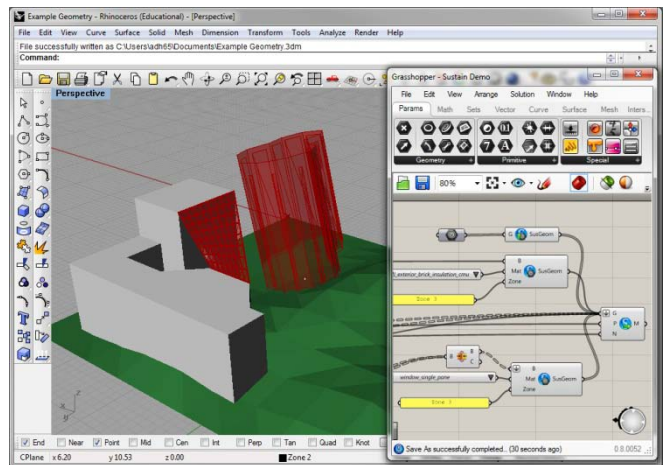 Example Geometry - Rhinoceros (Educational) - [Perspective]
File Edit View Curve Surface Solid Mesh Dimension Transform Tools Analyze Render Help
File successfully written as C:\Users\adh65\Documents\Example Geometry.3dm
Command:
Perspective
Grasshopper - Sustain Demo
File Edit View Arrange Solution Window Help
Params Math Sets Vector Curve Surface Mesh Inters...
Geometry + Primitive + Special +
80%
G SusGeom
B
Mat SusGeom
Zone
exterior_brick_insulation_cmu
Zone 3
G
P M
N
B B
C
B
Mat SusGeom
Zone
window_single_pane
x
y
z
End Near Point Mid Cen Int Perp Tan Quad Knot
Save As successfully completed.. (30 seconds ago) 0.8.0052
CPlane x 6.20 y 10.53 z 0.00 Zone 2